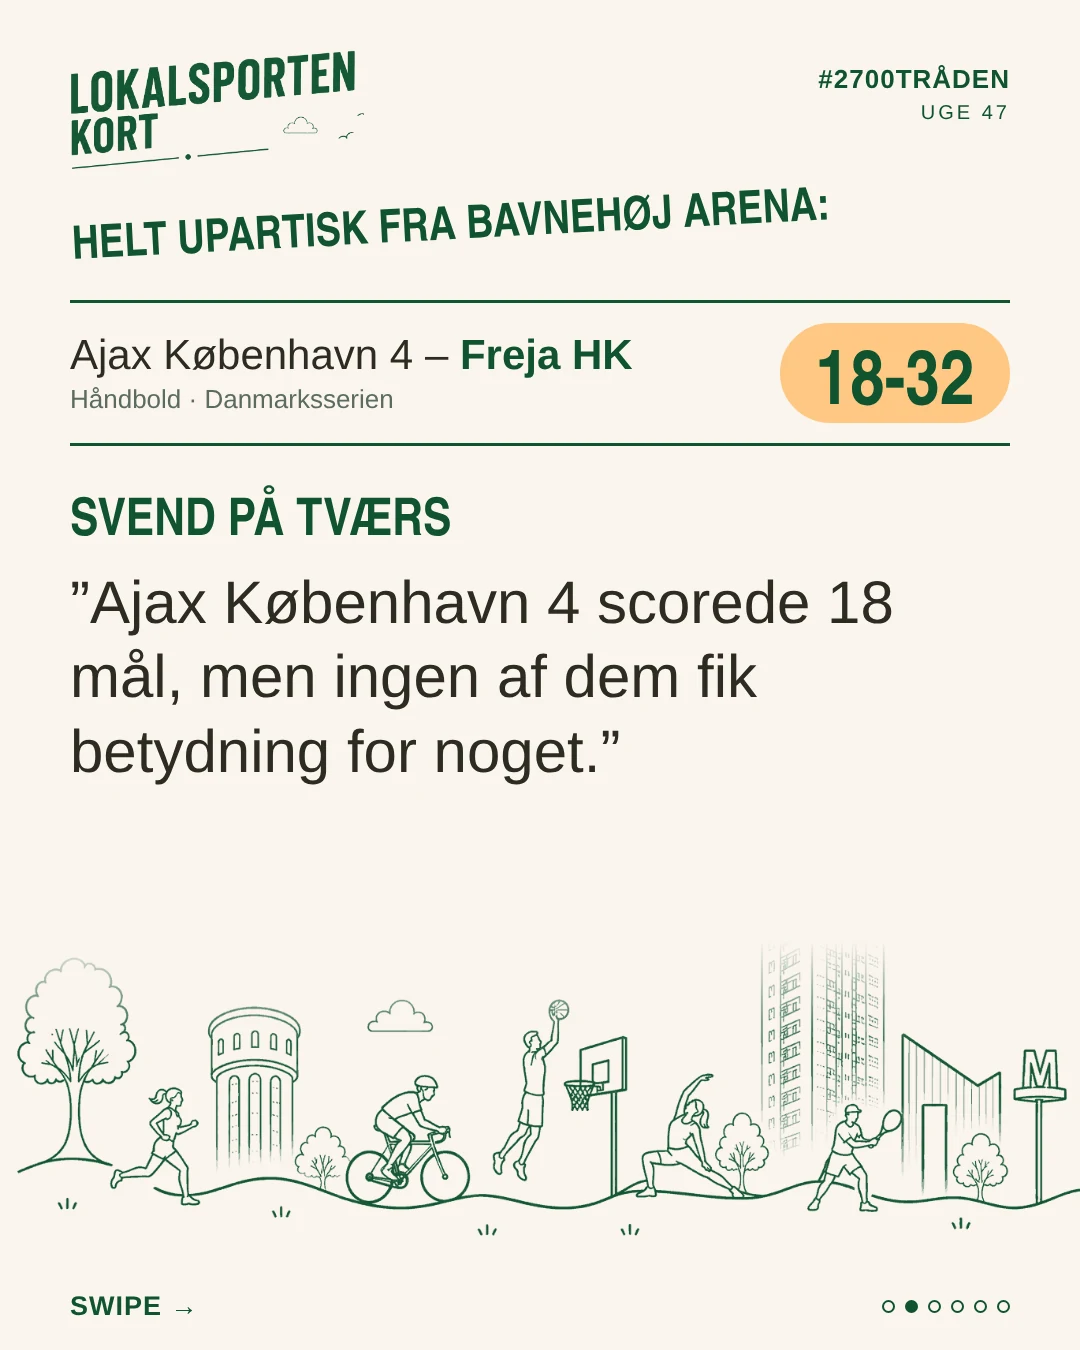 LOKALSPORTEN
KORT
#2700TRÅDEN
UGE 47
HELT UPARTISK FRA BAVNEHØJ ARENA:
Ajax København 4 – Freja HK
Håndbold · Danmarksserien
18-32
SVEND PÅ TVÆRS
”Ajax København 4 scorede 18
mål, men ingen af dem fik
betydning for noget.”
M
SWIPE →